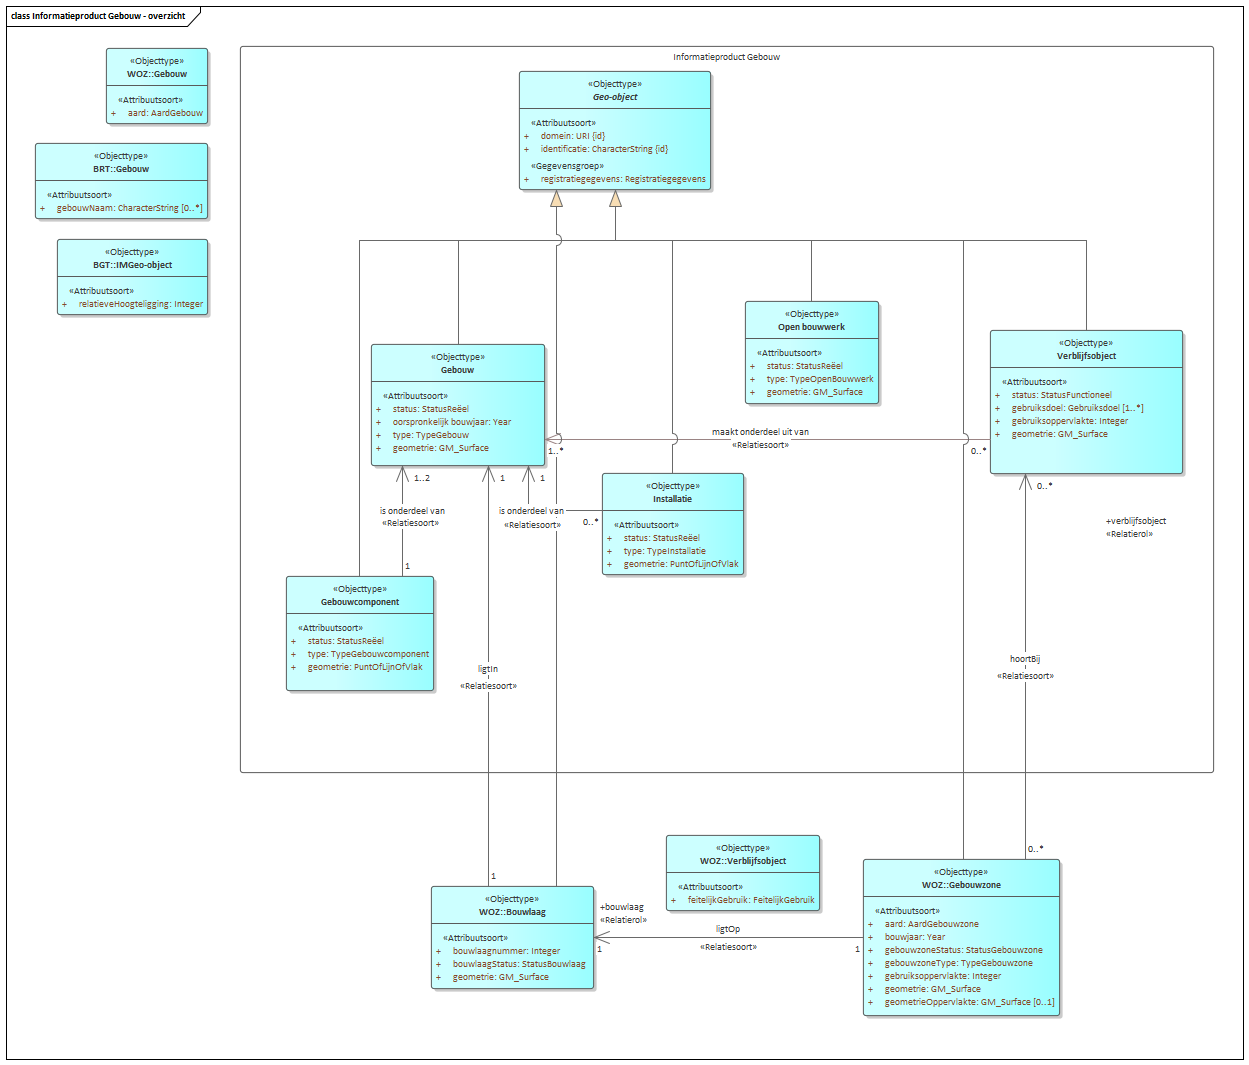 class Informatieproduct Gebouw - overzicht
«Objecttype»
WOZ::Gebouw
«Attribuutsoort»
+ aard: AardGebouw
«Objecttype»
BRT::Gebouw
«Attribuutsoort»
+ gebouwNaam: CharacterString [0..*]
«Objecttype»
BGT::IMGeo-object
«Attribuutsoort»
+ relatieveHoogteligging: Integer
Informatieproduct Gebouw
«Objecttype»
Geo-object
«Attribuutsoort»
+ domein: URI {id}
+ identificatie: CharacterString {id}
«Gegevensgroep»
+ registratiegegevens: Registratiegegevens
«Objecttype»
Gebouw
«Attribuutsoort»
+ status: StatusReëel
+ oorspronkelijk bouwjaar: Year
+ type: TypeGebouw
+ geometrie: GM_Surface
«Objecttype»
Open bouwwerk
«Attribuutsoort»
+ status: StatusReëel
+ type: TypeOpenBouwwerk
+ geometrie: GM_Surface
«Objecttype»
Verblijfsobject
«Attribuutsoort»
+ status: StatusFunctioneel
+ gebruiksdoel: Gebruiksdoel [1..*]
+ gebruiksoppervlakte: Integer
+ geometrie: GM_Surface
maakt onderdeel uit van
«Relatiesoort»
1..*
0..*
1..2
1
1
0..*
is onderdeel van
«Relatiesoort»
is onderdeel van
«Relatiesoort»
0..*
1
«Objecttype»
Installatie
«Attribuutsoort»
+ status: StatusReëel
+ type: TypeInstallatie
+ geometrie: PuntOfLijnOfVlak
+verblijfsobject
«Relatierol»
«Objecttype»
Gebouwcomponent
«Attribuutsoort»
+ status: StatusReëel
+ type: TypeGebouwcomponent
+ geometrie: PuntOfLijnOfVlak
ligtIn
«Relatiesoort»
hoortBij
«Relatiesoort»
1
0..*
«Objecttype»
WOZ::Verblijfsobject
«Attribuutsoort»
+ feitelijkGebruik: FeitelijkGebruik
«Objecttype»
WOZ::Bouwlaag
«Attribuutsoort»
+ bouwlaagnummer: Integer
+ bouwlaagStatus: StatusBouwlaag
+ geometrie: GM_Surface
+bouwlaag
«Relatierol»
1
ligtOp
«Relatiesoort»
1
«Objecttype»
WOZ::Gebouwzone
«Attribuutsoort»
+ aard: AardGebouwzone
+ bouwjaar: Year
+ gebouwzoneStatus: StatusGebouwzone
+ gebouwzoneType: TypeGebouwzone
+ gebruiksoppervlakte: Integer
+ geometrie: GM_Surface
+ geometrieOppervlakte: GM_Surface [0..1]